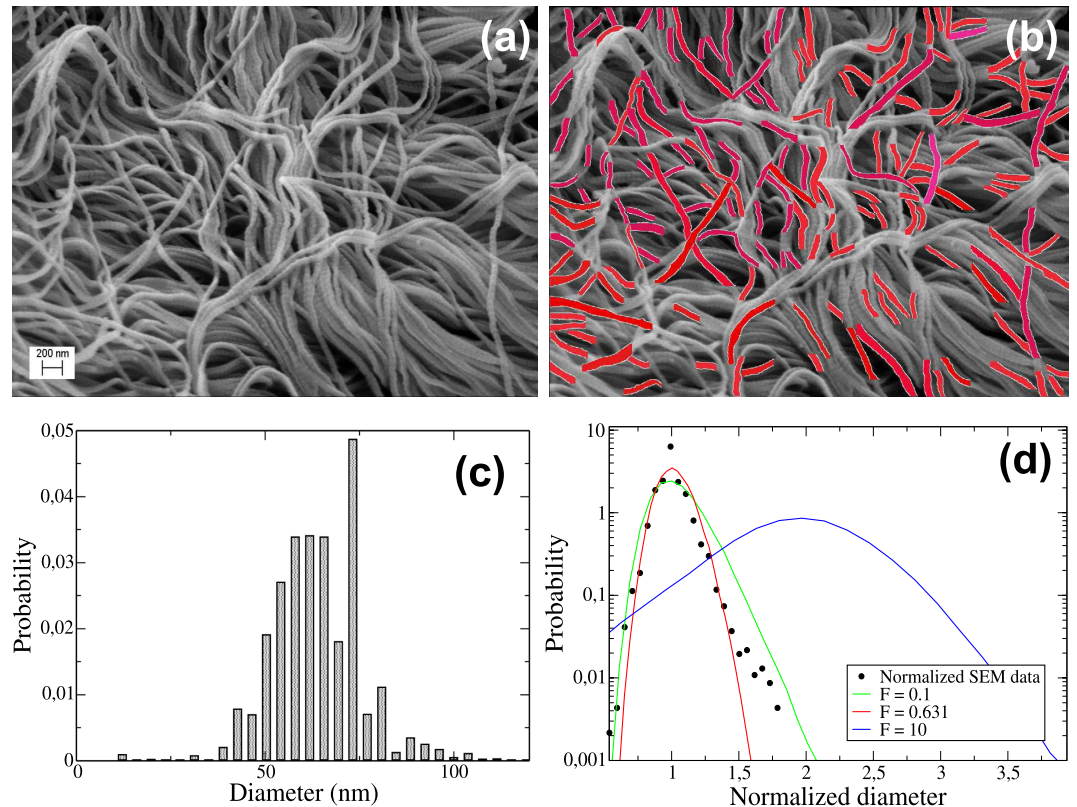 (a)
(b)
200 nm
0,05
0,04
0,03
0,02
0,01
0
0
50
100
Probability
Diameter (nm)
(c)
10
1
0,1
0,01
0,001
1
1,5
2
2,5
3
3,5
Probability
Normalized diameter
(d)
Normalized SEM data
F = 0.1
F = 0.631
F = 10